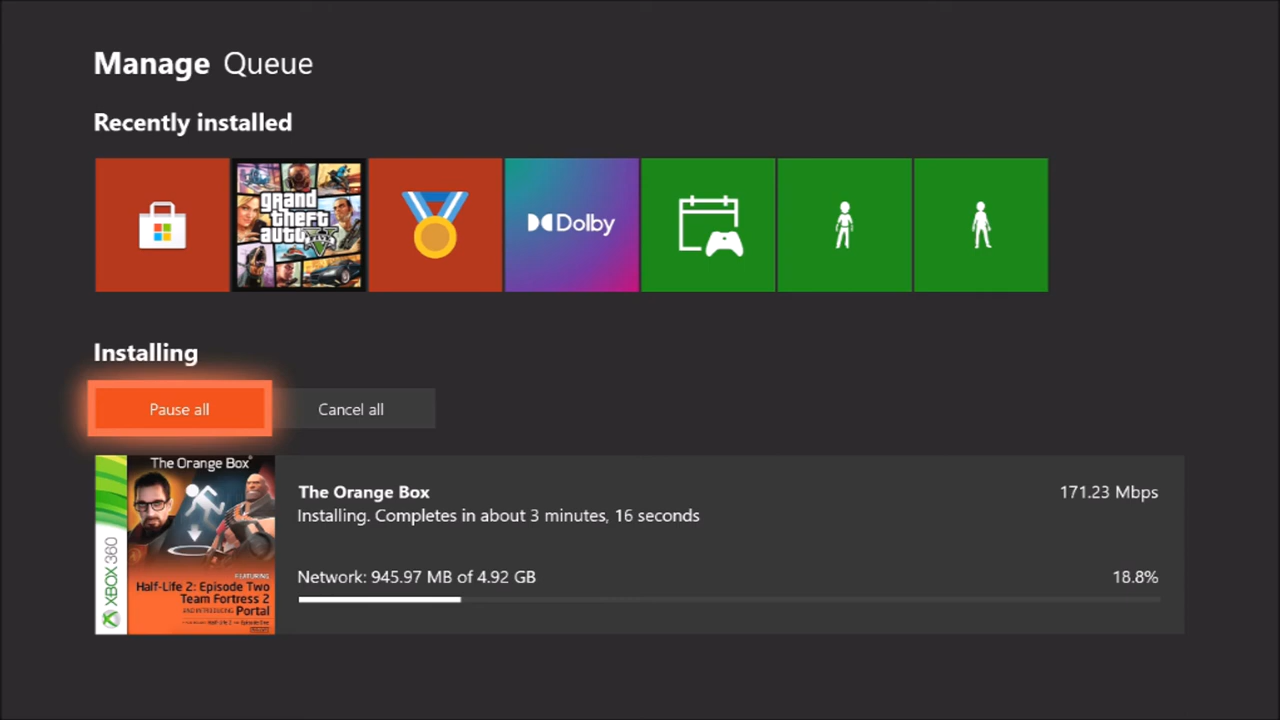 Manage Queue
Recently installed
grand
theft
auto
V
Dolby
Installing
Pause all
Cancel all
The Orange Box
XBOX 360
FEATURING
Half-Life 2: Episode Two
Team Fortress 2
AND INTRODUCING Portal
The Orange Box
171.23 Mbps
Installing. Completes in about 3 minutes, 16 seconds
Network: 945.97 MB of 4.92 GB
18.8%